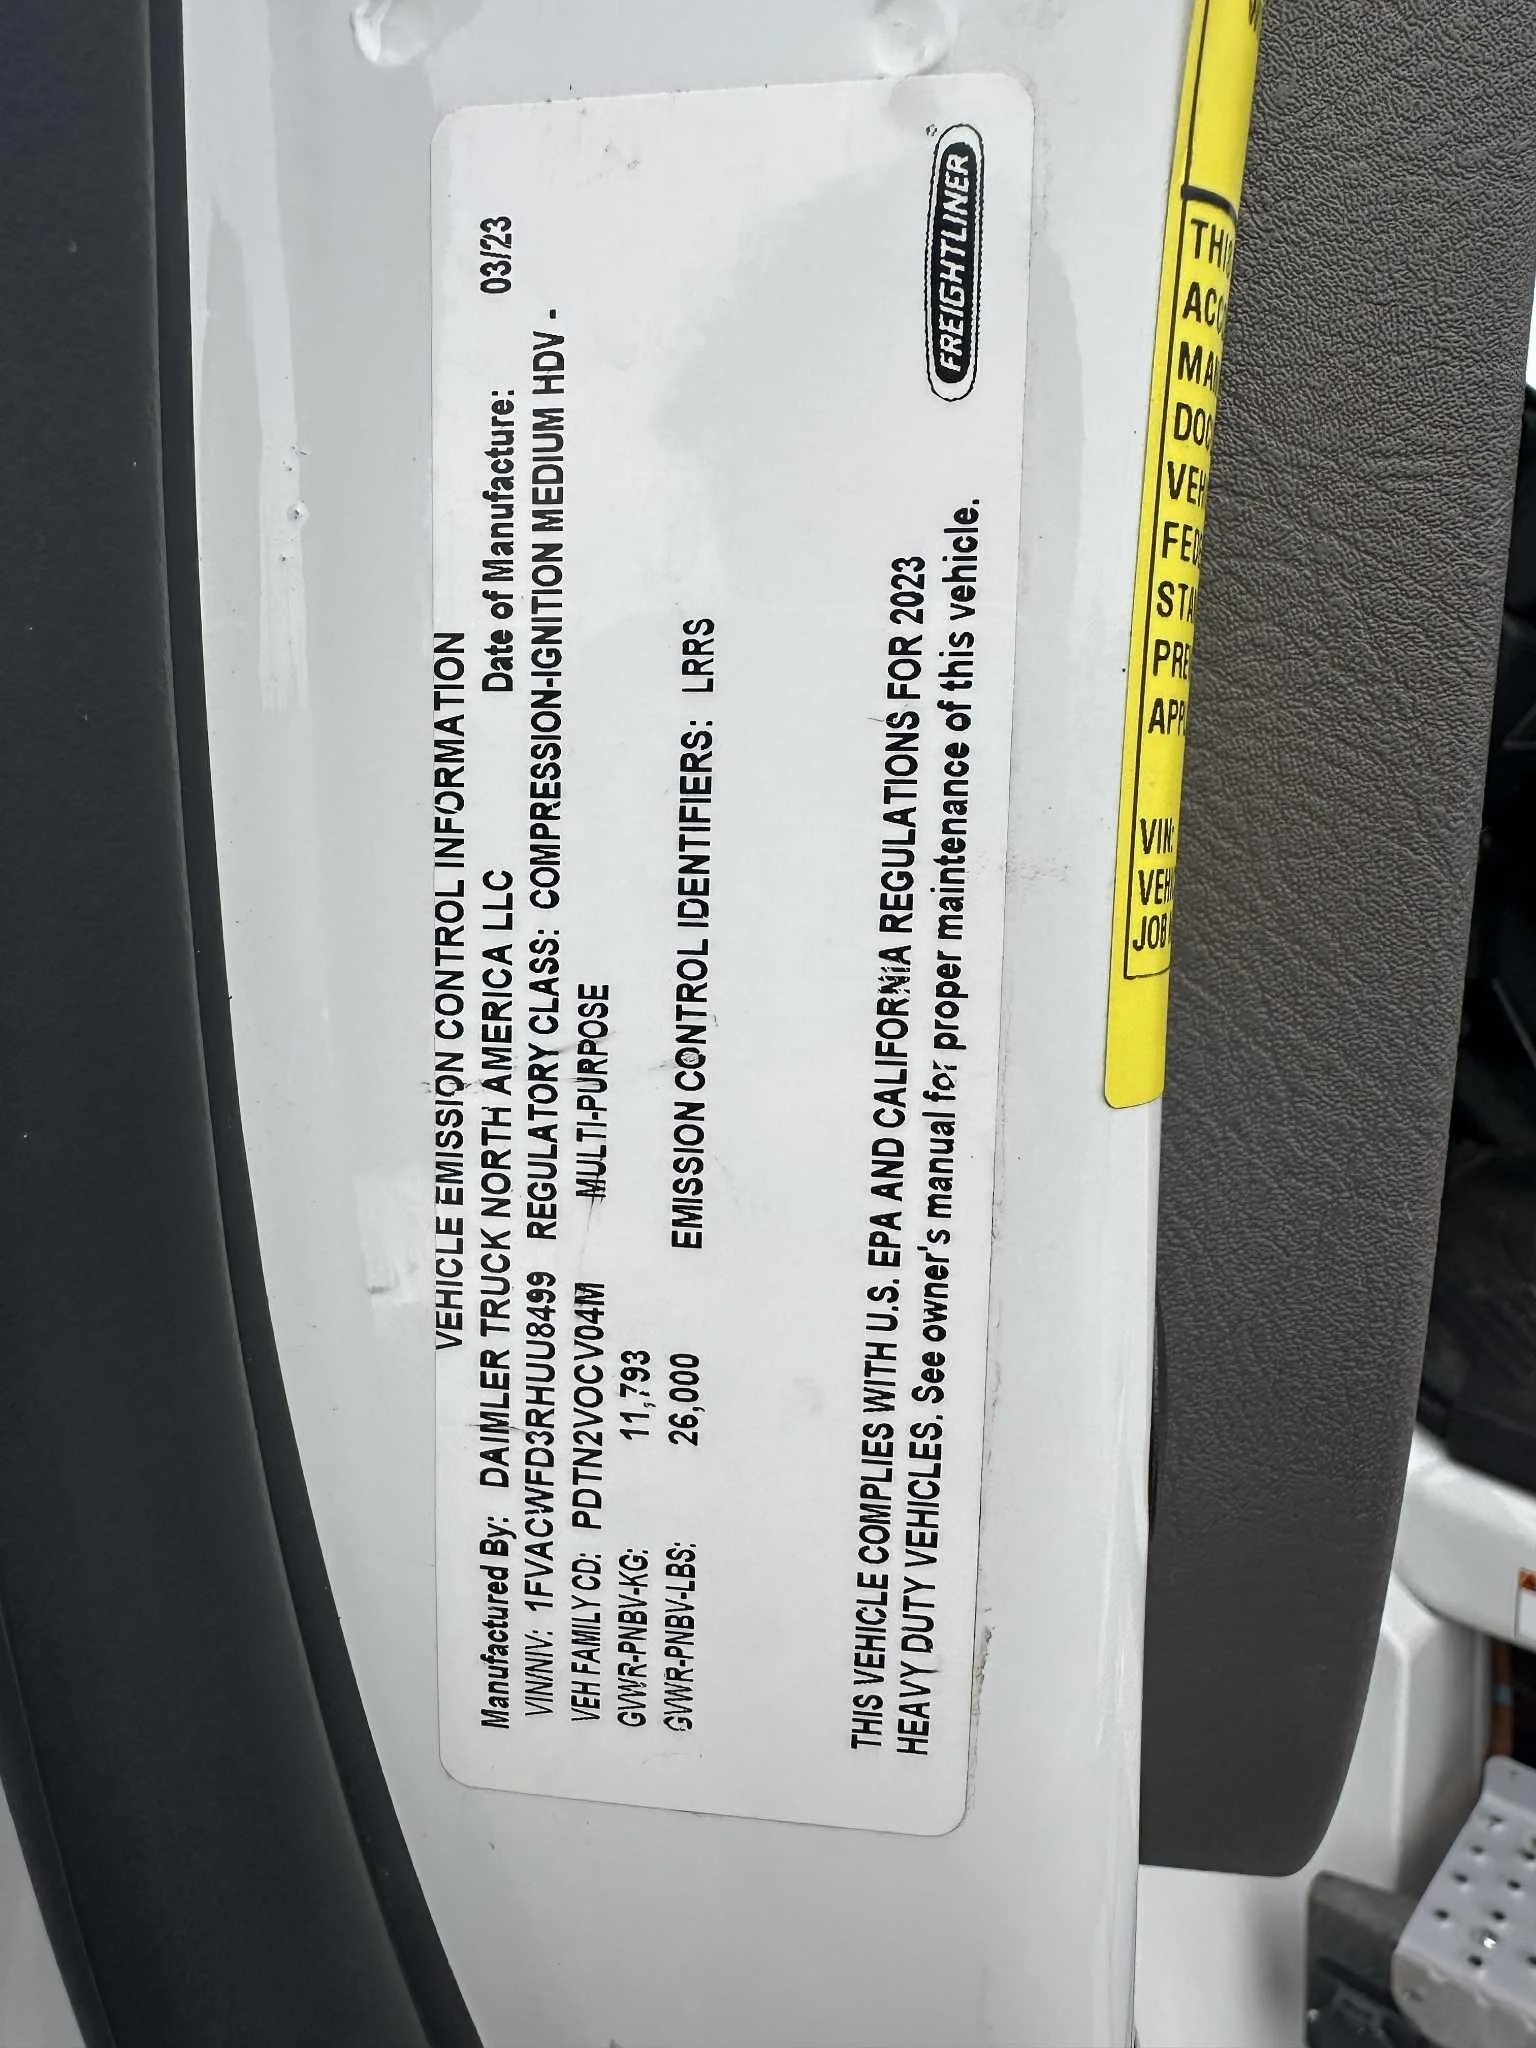 VEHICLE EMISSION CONTROL INFORMATION
Manufactured By: DAIMLER TRUCK NORTH AMERICA LLC Date of Manufacture: 03/23
VIN/NIV: 1FVACWFD3RHUU8499 REGULATORY CLASS: COMPRESSION-IGNITION MEDIUM HDV -
VEH FAMILY CD: PDTN2VOCV04M MULTI-PURPOSE
GVWR-PNBV-KG: 11,793
GVWR-PNBV-LBS: 26,000 EMISSION CONTROL IDENTIFIERS: LRRS
THIS VEHICLE COMPLIES WITH U.S. EPA AND CALIFORNIA REGULATIONS FOR 2023
HEAVY DUTY VEHICLES. See owner's manual for proper maintenance of this vehicle.
FREIGHTLINER
THIS
VIN:
JOB